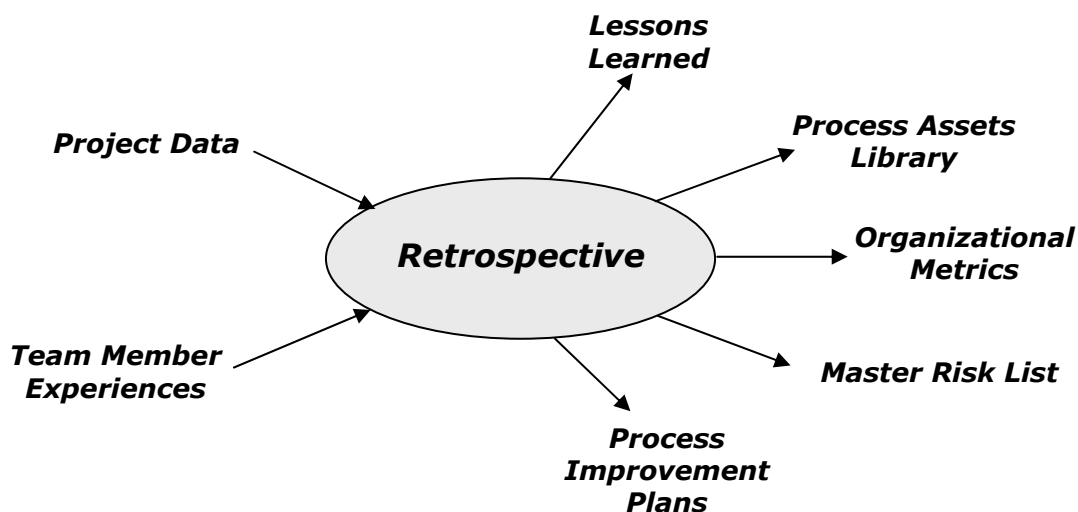 Lessons
Learned
Project Data
Process Assets
Library
Retrospective
Organizational
Metrics
Team Member
Experiences
Master Risk List
Process
Improvement
Plans